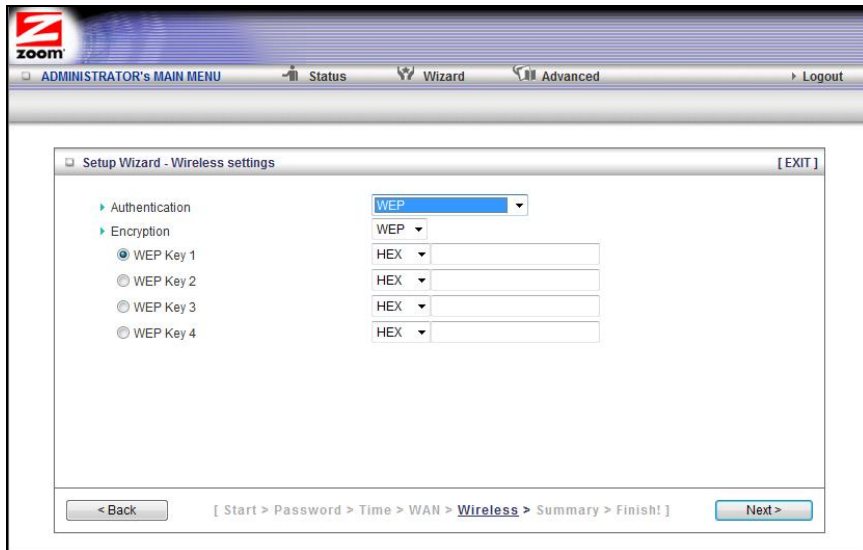 ZOOM
ADMINISTRATOR's MAIN MENU Status Wizard Advanced Logout
Setup Wizard - Wireless settings [ EXIT ]
Authentication WEP
Encryption WEP
WEP Key 1 HEX
WEP Key 2 HEX
WEP Key 3 HEX
WEP Key 4 HEX
< Back [ Start > Password > Time > WAN > Wireless > Summary > Finish! ] Next >